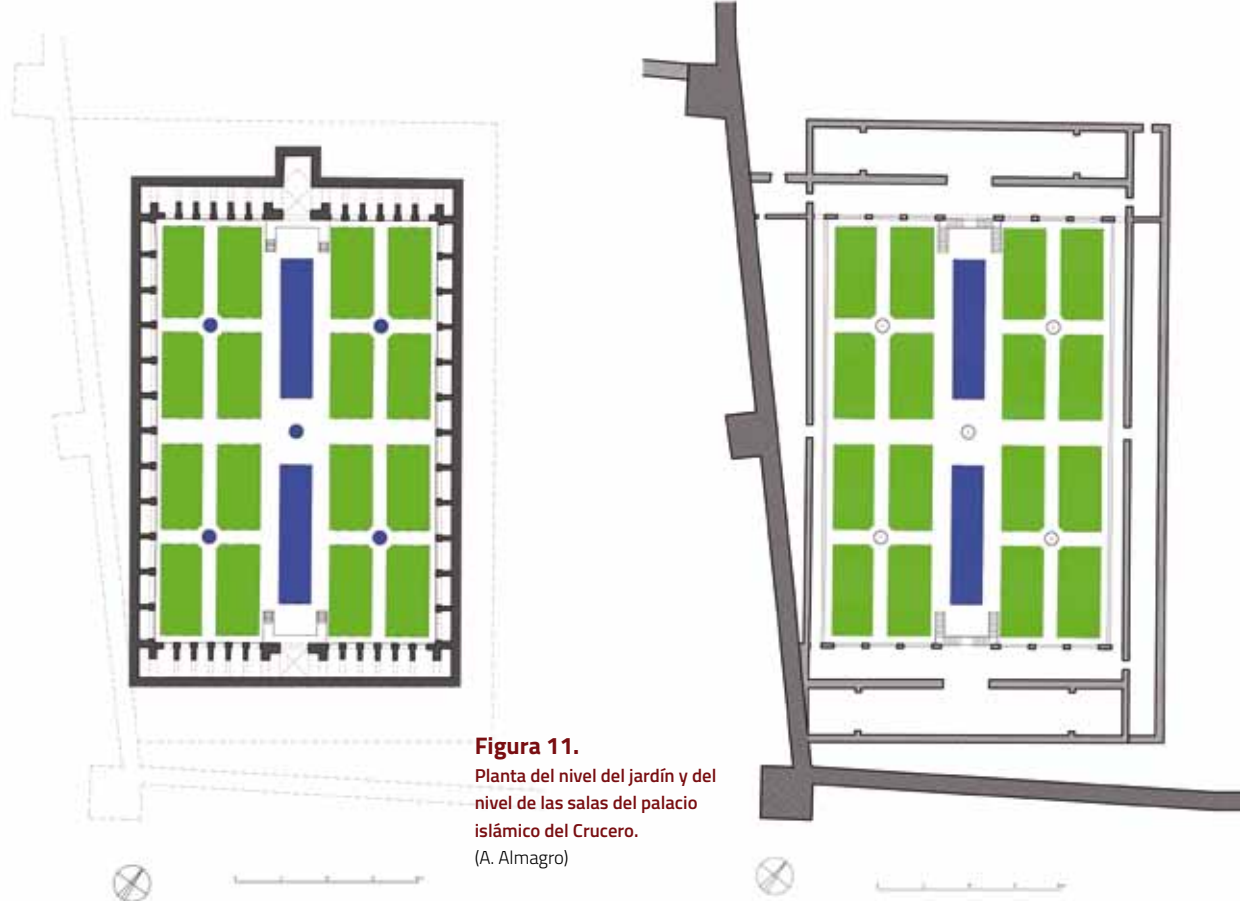 Figura 11.
Planta del nivel del jardín y del
nivel de las salas del palacio
islámico del Crucero.
(A. Almagro)